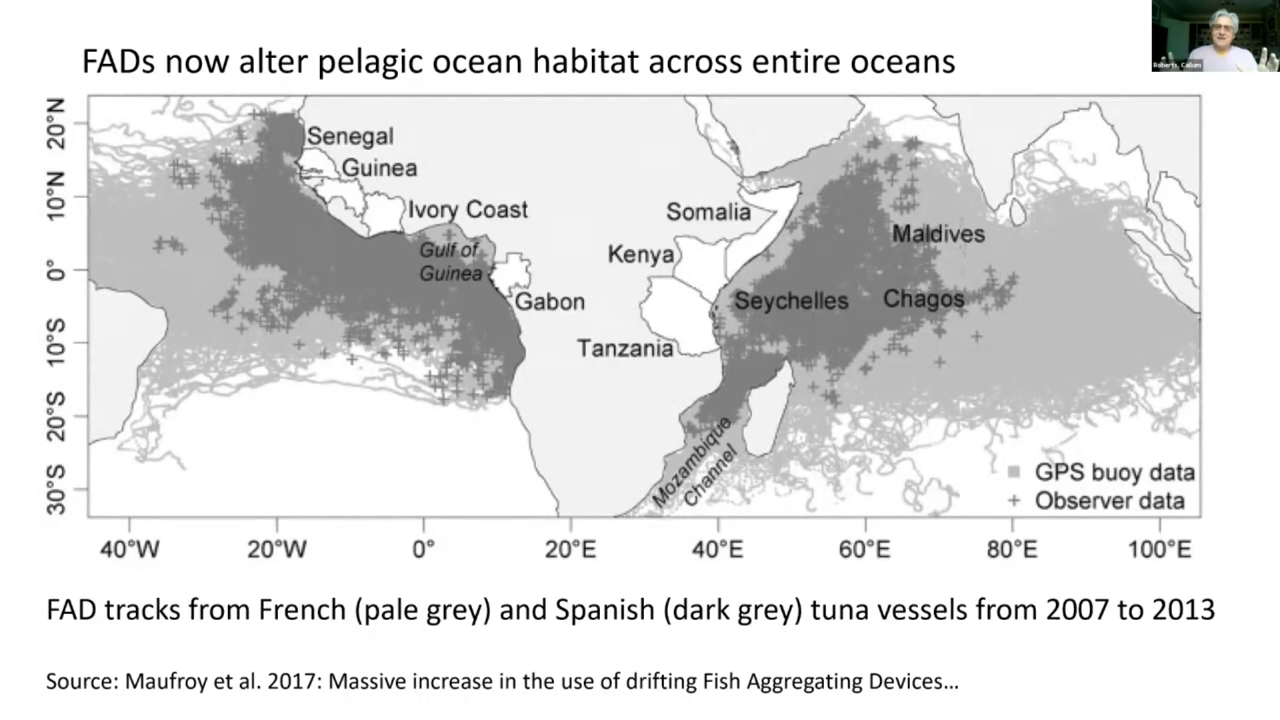 FADs now alter pelagic ocean habitat across entire oceans
Roberts, Callum
20°N
10°N
0°
10°S
20°S
30°S
Senegal
Guinea
Ivory Coast
Gulf of
Guinea
Gabon
Somalia
Kenya
Tanzania
Maldives
Seychelles
Chagos
Mozambique
Channel
GPS buoy data
+ Observer data
40°W
20°W
0°
20°E
40°E
60°E
80°E
100°E
FAD tracks from French (pale grey) and Spanish (dark grey) tuna vessels from 2007 to 2013
Source: Maufroy et al. 2017: Massive increase in the use of drifting Fish Aggregating Devices…